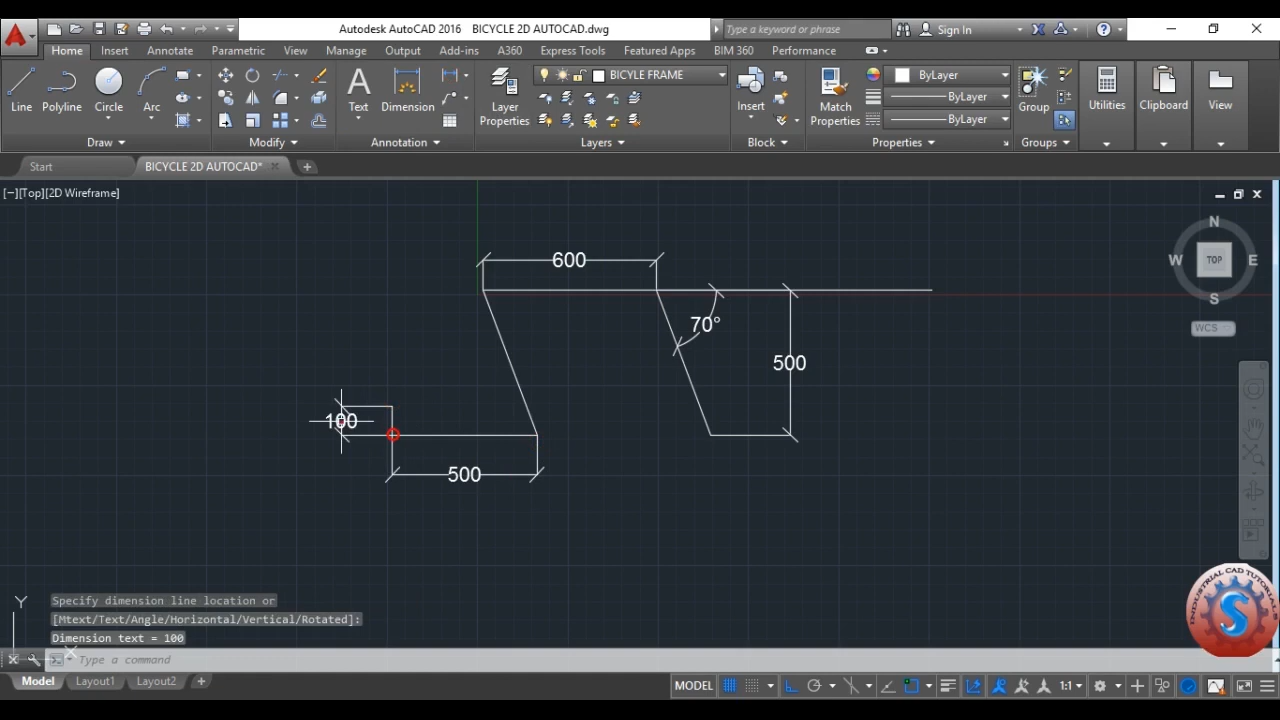 Autodesk AutoCAD 2016 BICYCLE 2D AUTOCAD.dwg
Type a keyword or phrase
Sign In
Home Insert Annotate Parametric View Manage Output Add-ins A360 Express Tools Featured Apps BIM 360 Performance
BICYLE FRAME
ByLayer
ByLayer
ByLayer
Line Polyline Circle Arc
Text Dimension
Layer Properties
Insert
Match Properties
Group
Utilities
Clipboard
View
Draw Modify Annotation Layers Block Properties Groups
Start
BICYCLE 2D AUTOCAD*
[−][Top][2D Wireframe]
N
W TOP E
S
WCS
600
70°
500
100
500
INDUSTRIAL CAD TUTORIALS
S
Y
X
Specify dimension line location or
[Mtext/Text/Angle/Horizontal/Vertical/Rotated]:
Dimension text = 100
Type a command
Model Layout1 Layout2
MODEL
1:1